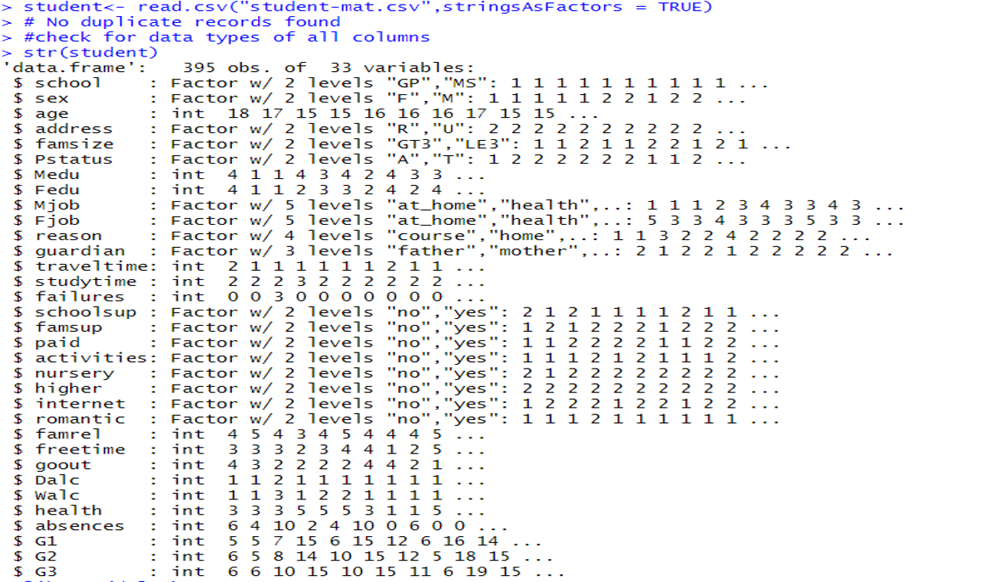 > student<- read.csv("student-mat.csv",stringsAsFactors = TRUE)
> # No duplicate records found
> #check for data types of all columns
> str(student)
'data.frame':   395 obs. of  33 variables:
 $ school    : Factor w/ 2 levels "GP","MS": 1 1 1 1 1 1 1 1 1 1 ...
 $ sex       : Factor w/ 2 levels "F","M": 1 1 1 1 1 2 2 1 2 2 ...
 $ age       : int  18 17 15 15 16 16 16 17 15 15 ...
 $ address   : Factor w/ 2 levels "R","U": 2 2 2 2 2 2 2 2 2 2 ...
 $ famsize   : Factor w/ 2 levels "GT3","LE3": 1 1 2 1 1 2 2 1 2 1 ...
 $ Pstatus   : Factor w/ 2 levels "A","T": 1 2 2 2 2 2 2 1 1 2 ...
 $ Medu      : int  4 1 1 4 3 4 2 4 3 3 ...
 $ Fedu      : int  4 1 1 2 3 3 2 4 2 4 ...
 $ Mjob      : Factor w/ 5 levels "at_home","health",..: 1 1 1 2 3 4 3 3 4 3 ...
 $ Fjob      : Factor w/ 5 levels "at_home","health",..: 5 3 3 4 3 3 3 5 3 3 ...
 $ reason    : Factor w/ 4 levels "course","home",..: 1 1 3 2 2 4 2 2 2 2 ...
 $ guardian  : Factor w/ 3 levels "father","mother",..: 2 1 2 2 1 2 2 2 2 2 ...
 $ traveltime: int  2 1 1 1 1 1 1 2 1 1 ...
 $ studytime : int  2 2 2 3 2 2 2 2 2 2 ...
 $ failures  : int  0 0 3 0 0 0 0 0 0 0 ...
 $ schoolsup : Factor w/ 2 levels "no","yes": 2 1 2 1 1 1 1 2 1 1 ...
 $ famsup    : Factor w/ 2 levels "no","yes": 1 2 1 2 2 2 1 2 2 2 ...
 $ paid      : Factor w/ 2 levels "no","yes": 1 1 2 2 2 2 1 1 2 2 ...
 $ activities: Factor w/ 2 levels "no","yes": 1 1 1 2 1 2 1 1 1 2 ...
 $ nursery   : Factor w/ 2 levels "no","yes": 2 1 2 2 2 2 2 2 2 2 ...
 $ higher    : Factor w/ 2 levels "no","yes": 2 2 2 2 2 2 2 2 2 2 ...
 $ internet  : Factor w/ 2 levels "no","yes": 1 2 2 2 1 2 2 1 2 2 ...
 $ romantic  : Factor w/ 2 levels "no","yes": 1 1 1 2 1 1 1 1 1 1 ...
 $ famrel    : int  4 5 4 3 4 5 4 4 4 5 ...
 $ freetime  : int  3 3 3 2 3 4 4 1 2 5 ...
 $ goout     : int  4 3 2 2 2 2 4 4 2 1 ...
 $ Dalc      : int  1 1 2 1 1 1 1 1 1 1 ...
 $ Walc      : int  1 1 3 1 2 2 1 1 1 1 ...
 $ health    : int  3 3 3 5 5 5 3 1 1 5 ...
 $ absences  : int  6 4 10 2 4 10 0 6 0 0 ...
 $ G1        : int  5 5 7 15 6 15 12 6 16 14 ...
 $ G2        : int  6 5 8 14 10 15 12 5 18 15 ...
 $ G3        : int  6 6 10 15 10 15 11 6 19 15 ...